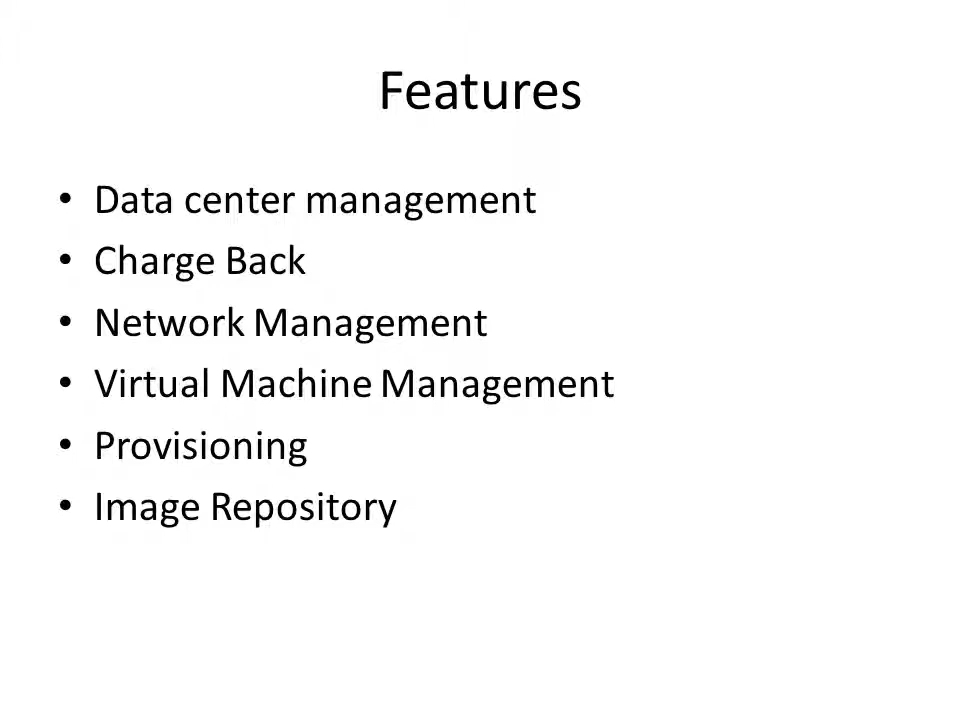 Features
• Data center management
• Charge Back
• Network Management
• Virtual Machine Management
• Provisioning
• Image Repository